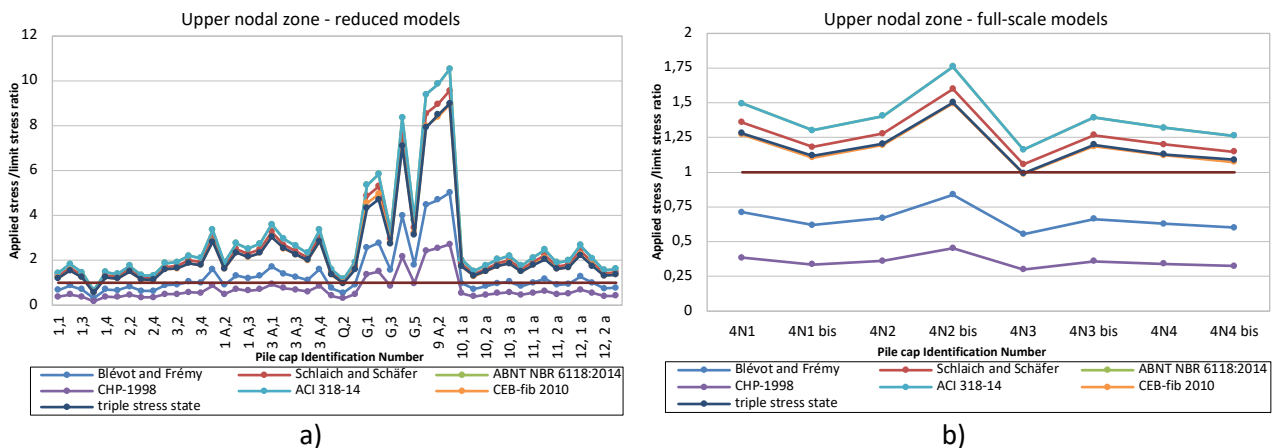 Upper nodal zone - reduced models
Applied stress /limit stress ratio
12
10
8
6
4
2
0
1,1
1,3
1,4
2,2
2,4
3,2
3,4
1 A,2
2 A,3
3 A,1
3 A,3
3 A,4
Q,2
G,1
G,3
G,5
9 A,2
10, 1 a
10, 2 a
10, 3 a
11, 1 a
11, 2 a
12, 1 a
12, 2 a
Pile cap Identification Number
Blévot and Frémy
Schlaich and Schäfer
ABNT NBR 6118:2014
CHP-1998
ACI 318-14
CEB-fib 2010
triple stress state
a)
Upper nodal zone - full-scale models
Applied stress /limit stress ratio
2
1,75
1,5
1,25
1
0,75
0,5
0,25
0
4N1
4N1 bis
4N2
4N2 bis
4N3
4N3 bis
4N4
4N4 bis
Pile cap Identification Number
Blévot and Frémy
Schlaich and Schäfer
ABNT NBR 6118:2014
CHP-1998
ACI 318-14
CEB-fib 2010
triple stress state
b)